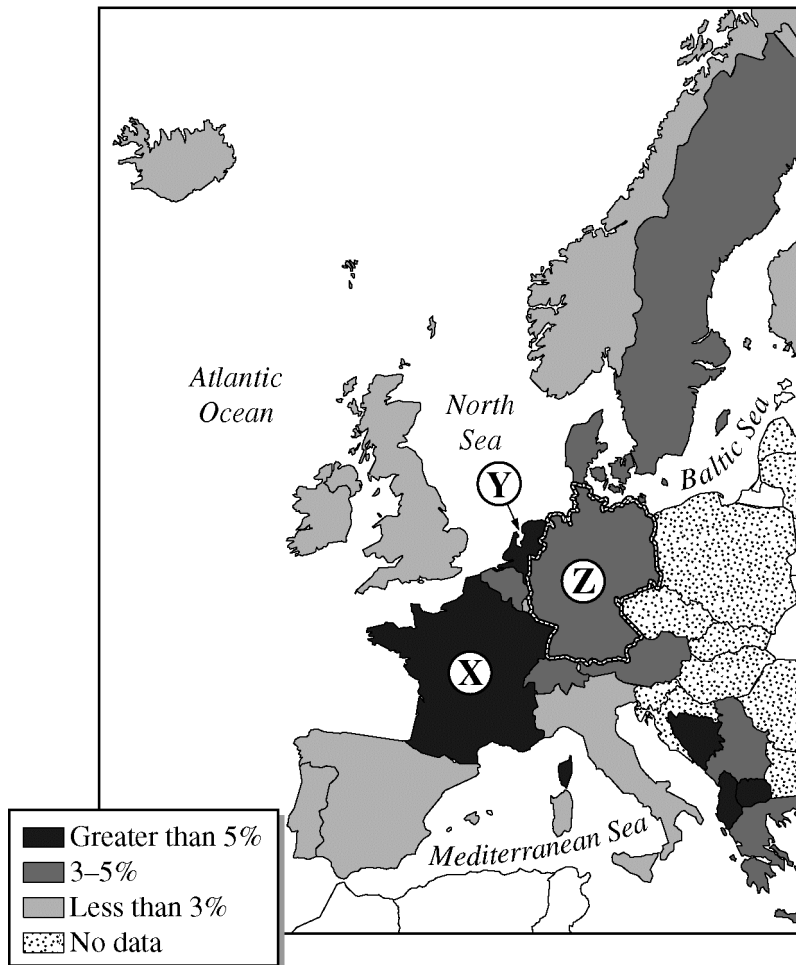 Atlantic
Ocean
North
Sea
Baltic Sea
Y
Z
X
Mediterranean Sea
Greater than 5%
3–5%
Less than 3%
No data